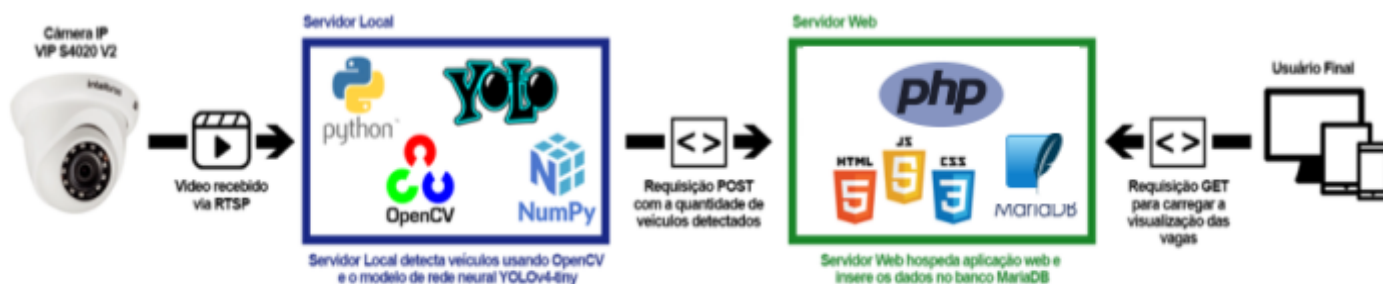 Câmera IP
VIP S4020 V2
intelbras
Vídeo recebido
via RTSP
Servidor Local
python
YOLO
OpenCV
NumPy
Servidor Local detecta veículos usando OpenCV
e o modelo de rede neural YOLOv4-tiny
< >
Requisição POST
com a quantidade de
veículos detectados
Servidor Web
php
HTML
5
JS
5
CSS
3
MariaDB
Servidor Web hospeda aplicação web e
insere os dados no banco MariaDB
< >
Requisição GET
para carregar a
visualização das
vagas
Usuário Final